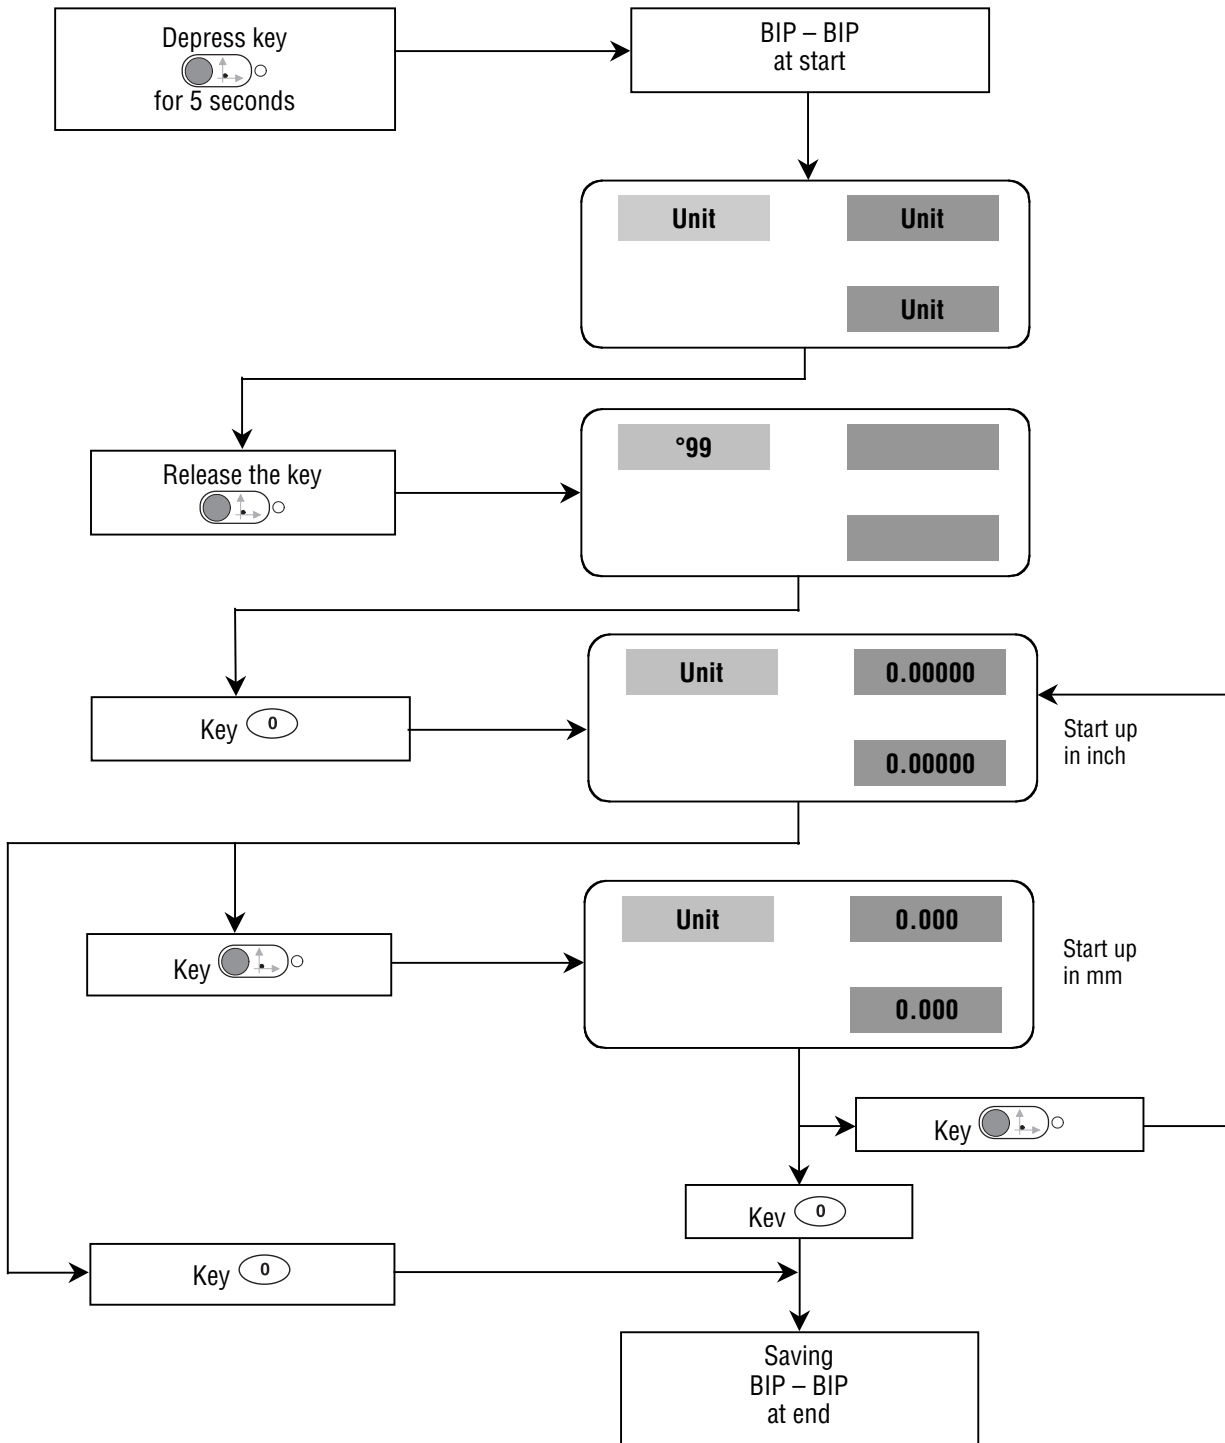 Depress key
for 5 seconds
BIP – BIP
at start
Unit
Unit
Unit
Release the key
°99
Key 0
Unit
0.00000
0.00000
Start up
in inch
Key
Unit
0.000
0.000
Start up
in mm
Key
Kev 0
Key 0
Saving
BIP – BIP
at end